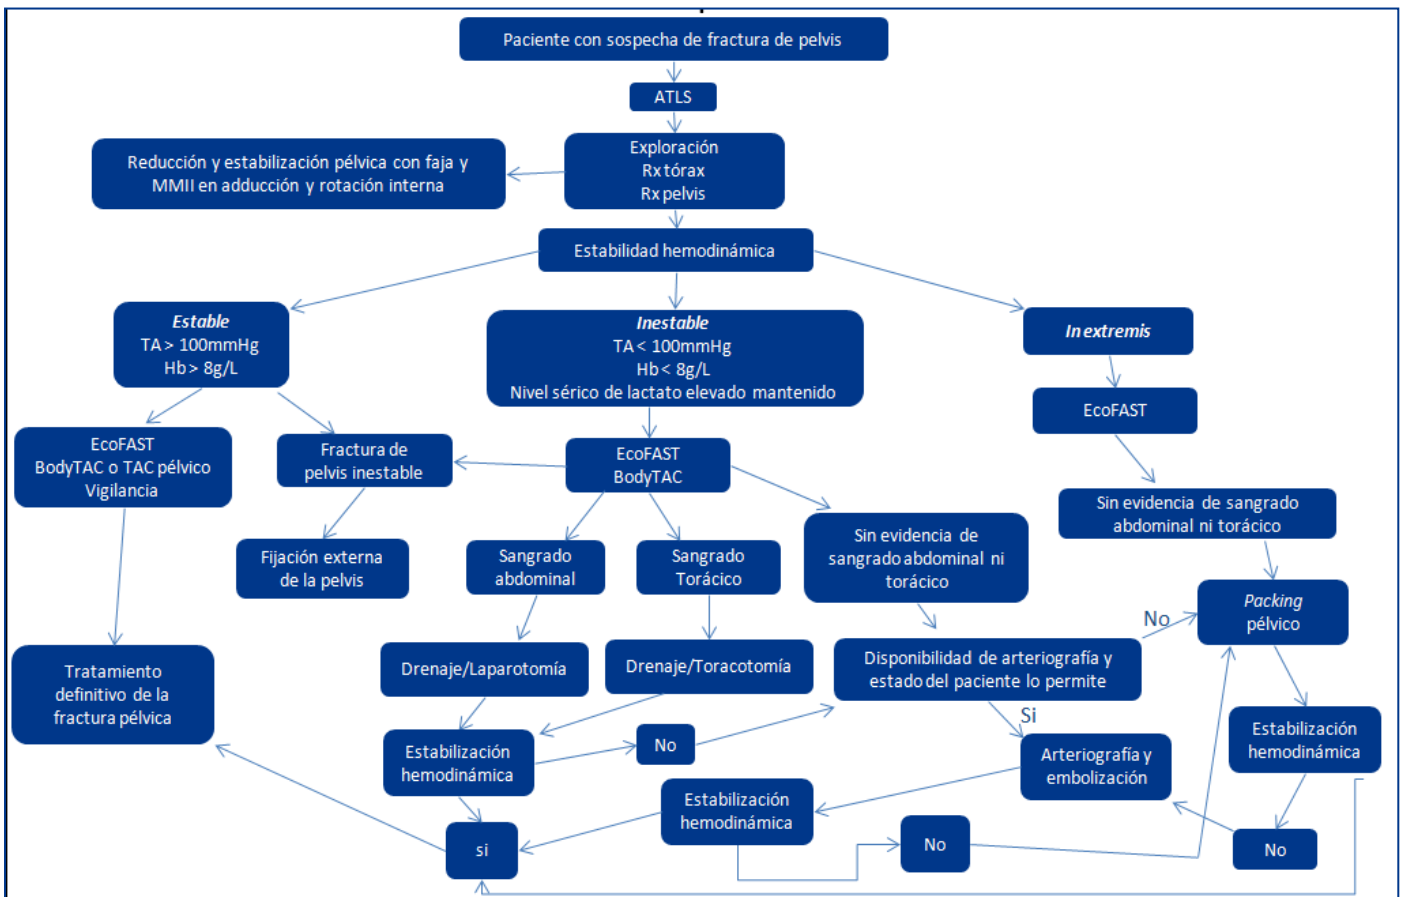 Paciente con sospecha de fractura de pelvis
ATLS
Reducción y estabilización pélvica con faja y
MMII en adducción y rotación interna
Exploración
Rx tórax
Rx pelvis
Estabilidad hemodinámica
Estable
TA > 100mmHg
Hb > 8g/L
Inestable
TA < 100mmHg
Hb < 8g/L
Nivel sérico de lactato elevado mantenido
In extremis
EcoFAST
EcoFAST
BodyTAC o TAC pélvico
Vigilancia
Fractura de
pelvis inestable
EcoFAST
BodyTAC
Sin evidencia de sangrado
abdominal ni torácico
Fijación externa
de la pelvis
Sangrado
abdominal
Sangrado
Torácico
Sin evidencia de
sangrado abdominal ni
torácico
Packing
pélvico
No
Tratamiento
definitivo de la
fractura pélvica
Drenaje/Laparotomía
Drenaje/Toracotomía
Disponibilidad de arteriografía y
estado del paciente lo permite
Si
Estabilización
hemodinámica
No
Arteriografía y
embolización
Estabilización
hemodinámica
Estabilización
hemodinámica
si
No
No